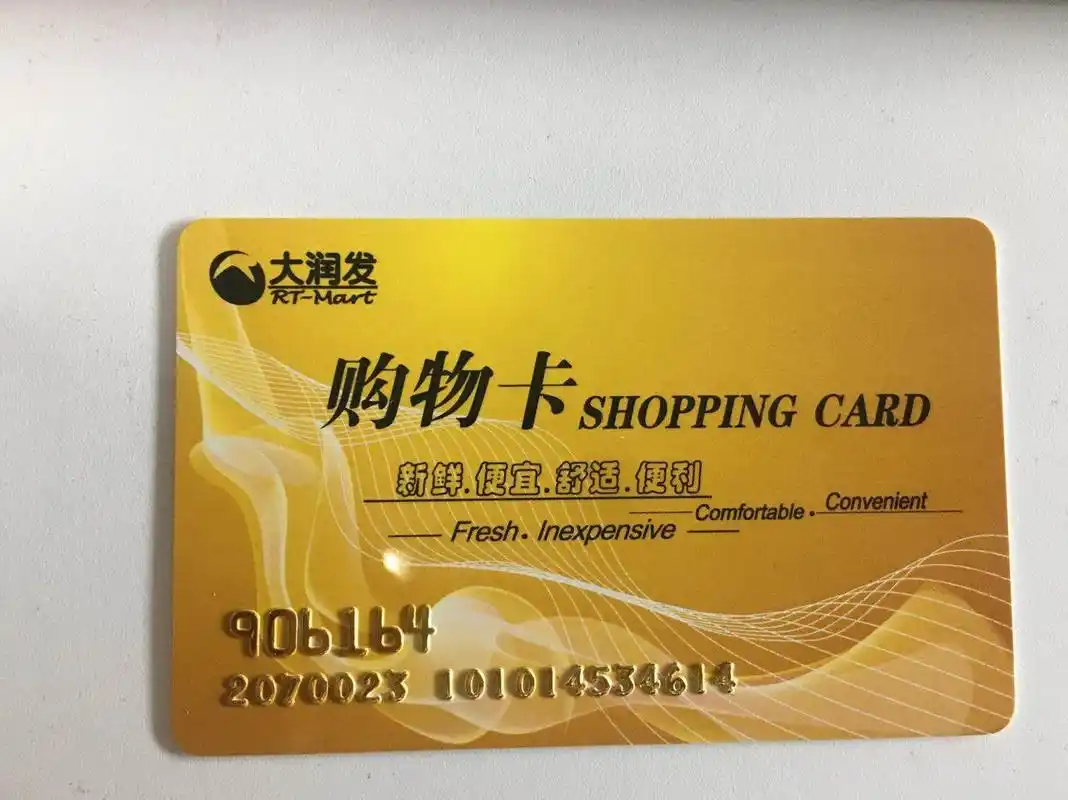 大润发
RT-Mart
购物卡 SHOPPING CARD
新鲜.便宜.舒适.便利
Fresh. Inexpensive Comfortable. Convenient
906164
2070023 101014534614